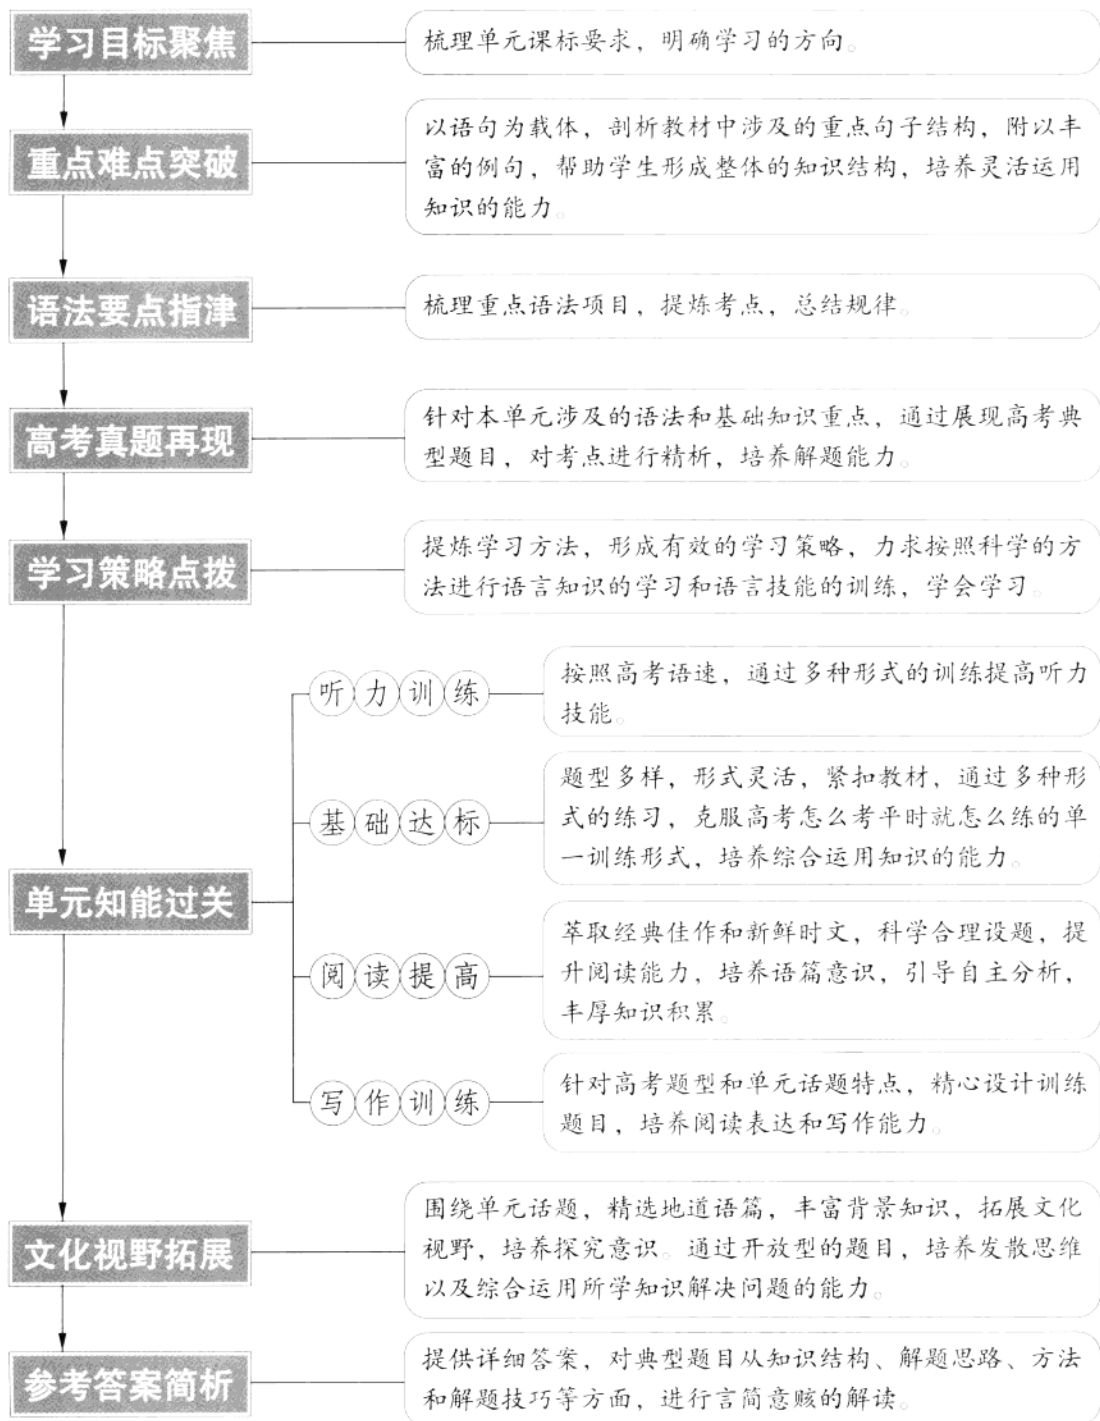 学习目标聚焦
梳理单元课标要求，明确学习的方向。
重点难点突破
以语句为载体，剖析教材中涉及的重点句子结构，附以丰
富的例句，帮助学生形成整体的知识结构，培养灵活运用
知识的能力。
语法要点指津
梳理重点语法项目，提炼考点，总结规律。
高考真题再现
针对本单元涉及的语法和基础知识重点，通过展现高考典
型题目，对考点进行精析，培养解题能力。
学习策略点拨
提炼学习方法，形成有效的学习策略，力求按照科学的方
法进行语言知识的学习和语言技能的训练，学会学习。
单元知能过关
听力训练
按照高考语速，通过多种形式的训练提高听力
技能。
基础达标
题型多样，形式灵活，紧扣教材，通过多种形
式的练习，克服高考怎么考平时就怎么练的单
一训练形式，培养综合运用知识的能力。
阅读提高
萃取经典佳作和新鲜时文，科学合理设题，提
升阅读能力，培养语篇意识，引导自主分析，
丰厚知识积累。
写作训练
针对高考题型和单元话题特点，精心设计训练
题目，培养阅读表达和写作能力。
文化视野拓展
围绕单元话题，精选地道语篇，丰富背景知识，拓展文化
视野，培养探究意识。通过开放型的题目，培养发散思维
以及综合运用所学知识解决问题的能力。
参考答案简析
提供详细答案，对典型题目从知识结构、解题思路、方法
和解题技巧等方面，进行言简意赅的解读。